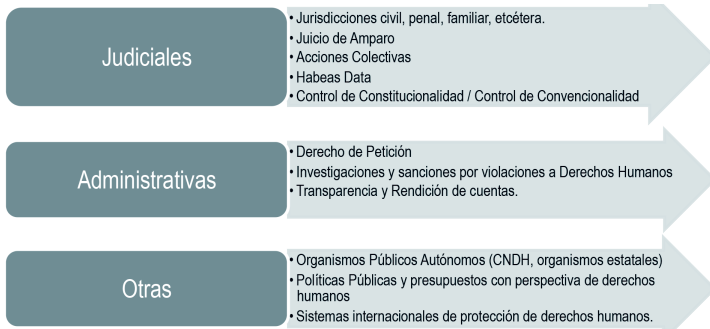 Judiciales
• Jurisdicciones civil, penal, familiar, etcétera.
• Juicio de Amparo
• Acciones Colectivas
• Habeas Data
• Control de Constitucionalidad / Control de Convencionalidad
Administrativas
• Derecho de Petición
• Investigaciones y sanciones por violaciones a Derechos Humanos
• Transparencia y Rendición de cuentas.
Otras
• Organismos Públicos Autónomos (CNDH, organismos estatales)
• Políticas Públicas y presupuestos con perspectiva de derechos
humanos
• Sistemas internacionales de protección de derechos humanos.